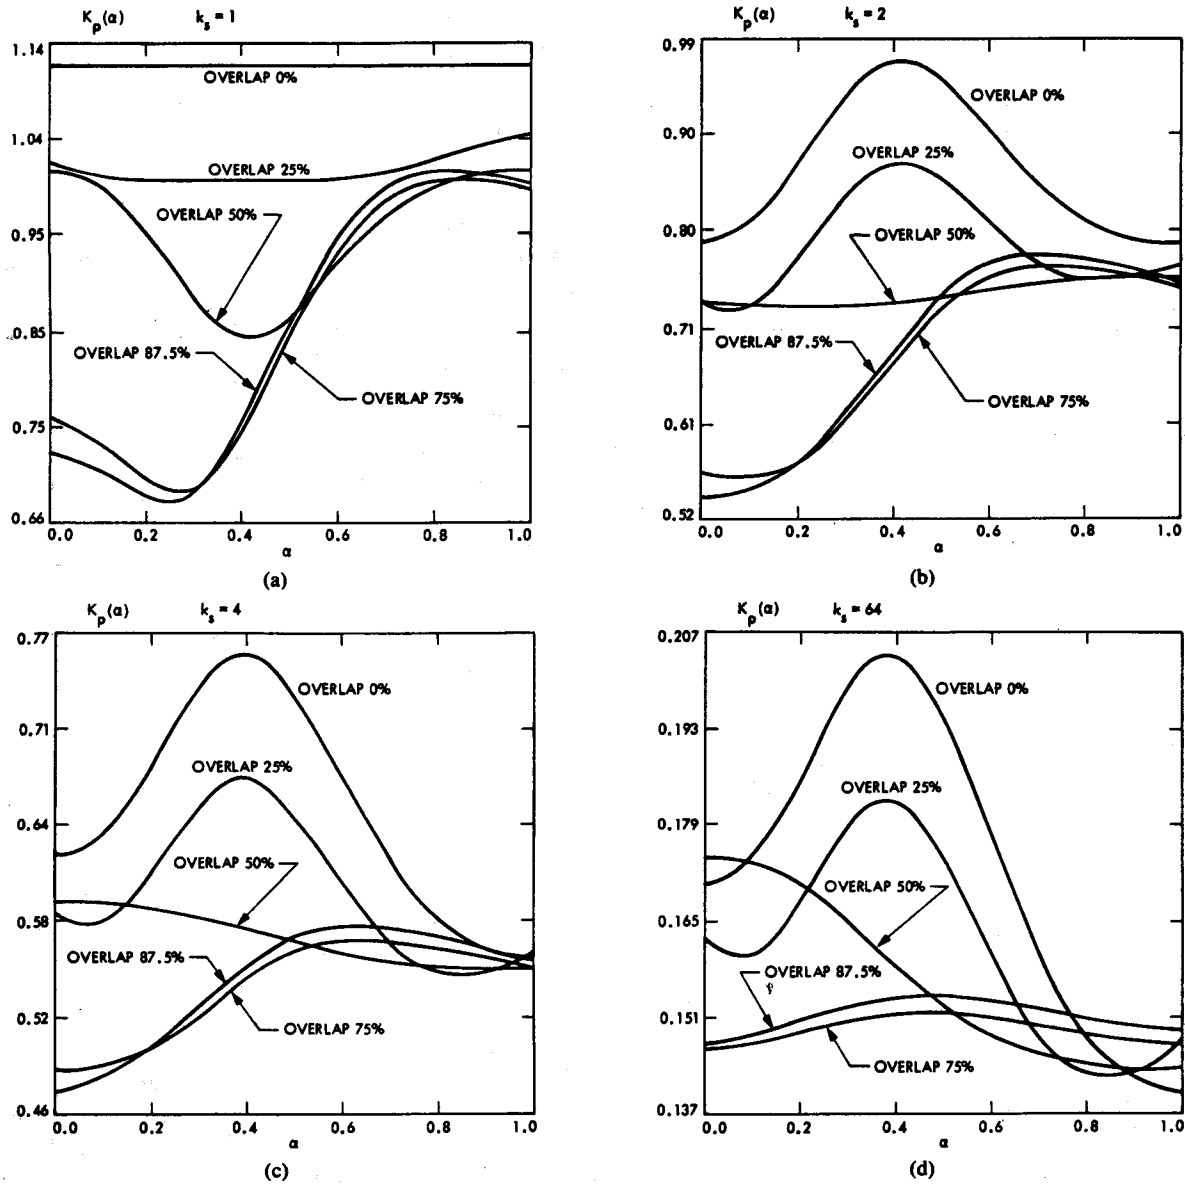 K_p(α) k_s = 1
1.14
1.04
0.95
0.85
0.75
0.66
OVERLAP 0%
OVERLAP 25%
OVERLAP 50%
OVERLAP 87.5%
OVERLAP 75%
0.0 0.2 0.4 0.6 0.8 1.0
α
(a)
K_p(α) k_s = 2
0.99
0.90
0.80
0.71
0.61
0.52
OVERLAP 0%
OVERLAP 25%
OVERLAP 50%
OVERLAP 87.5%
OVERLAP 75%
0.0 0.2 0.4 0.6 0.8 1.0
α
(b)
K_p(α) k_s = 4
0.77
0.71
0.64
0.58
0.52
0.46
OVERLAP 0%
OVERLAP 25%
OVERLAP 50%
OVERLAP 87.5%
OVERLAP 75%
0.0 0.2 0.4 0.6 0.8 1.0
α
(c)
K_p(α) k_s = 64
0.207
0.193
0.179
0.165
0.151
0.137
OVERLAP 0%
OVERLAP 25%
OVERLAP 50%
OVERLAP 87.5%
OVERLAP 75%
0.0 0.2 0.4 0.6 0.8 1.0
α
(d)